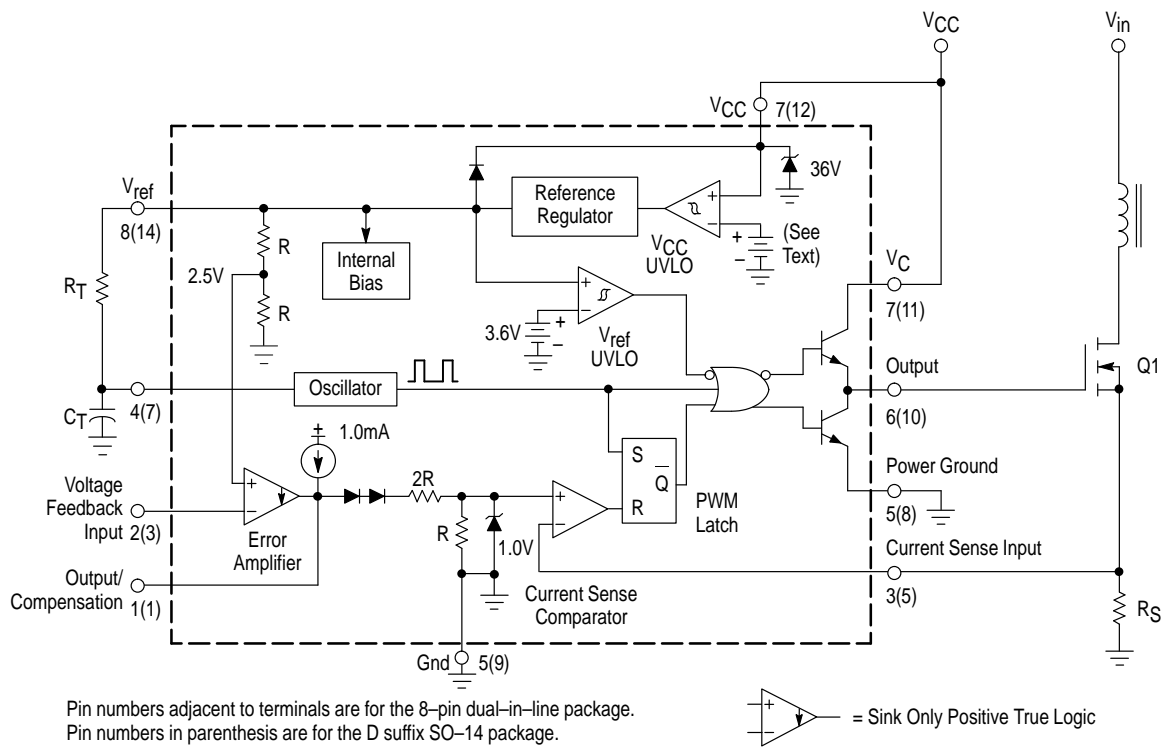 VCC
Vin
VCC
7(12)
36V
Vref
8(14)
Reference
Regulator
+
–
VCC
UVLO
+
–
(See
Text)
RT
2.5V
R
R
Internal
Bias
+
–
3.6V
+
–
Vref
UVLO
VC
7(11)
Output
6(10)
Q1
Oscillator
CT
4(7)
+
1.0mA
S
Q
R
PWM
Latch
Power Ground
5(8)
Voltage
Feedback
Input
2(3)
+
–
Error
Amplifier
2R
R
1.0V
+
–
Current Sense
Comparator
Current Sense Input
3(5)
RS
Output/
Compensation
1(1)
Gnd
5(9)
Pin numbers adjacent to terminals are for the 8–pin dual–in–line package.
Pin numbers in parenthesis are for the D suffix SO–14 package.
+
–
= Sink Only Positive True Logic